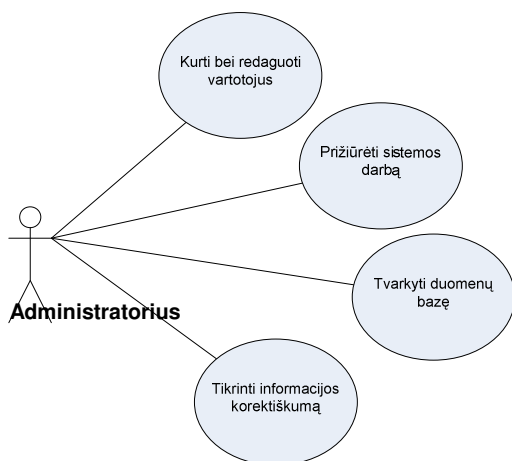 Kurti bei redaguoti
vartotojus
Prižiūrėti sistemos
darbą
Tvarkyti duomenų
bazę
Administratorius
Tikrinti informacijos
korektiškumą